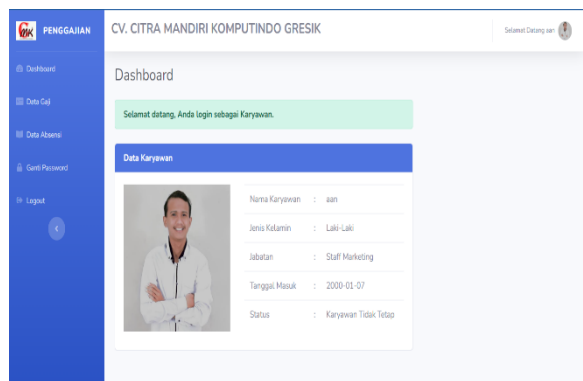 CMK PENGGAJIAN
CV. CITRA MANDIRI KOMPUTINDO GRESIK
Selamat Datang aan
Dashboard
Data Gaji
Data Absensi
Ganti Password
Logout
Dashboard
Selamat datang, Anda login sebagai Karyawan.
Data Karyawan
Nama Karyawan : aan
Jenis Kelamin : Laki-Laki
Jabatan : Staff Marketing
Tanggal Masuk : 2000-01-07
Status : Karyawan Tidak Tetap